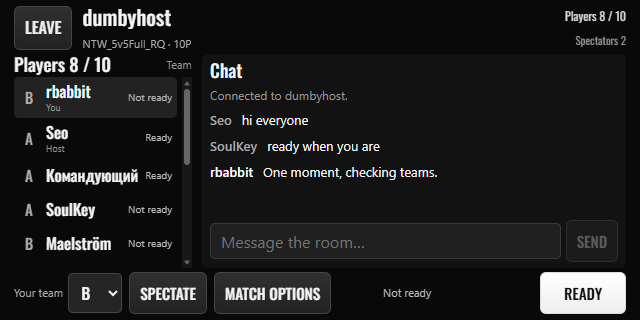 LEAVE
dumbyhost
NTW_5v5Full_RQ · 10P
Players 8 / 10
Spectators 2
Players 8 / 10
Team
B rbabbit Not ready
You
A Seo Ready
Host
A Командующий Ready
A SoulKey Not ready
B Maelström Not ready
Chat
Connected to dumbyhost.
Seo hi everyone
SoulKey ready when you are
rbabbit One moment, checking teams.
Message the room...
SEND
Your team B SPECTATE MATCH OPTIONS Not ready READY